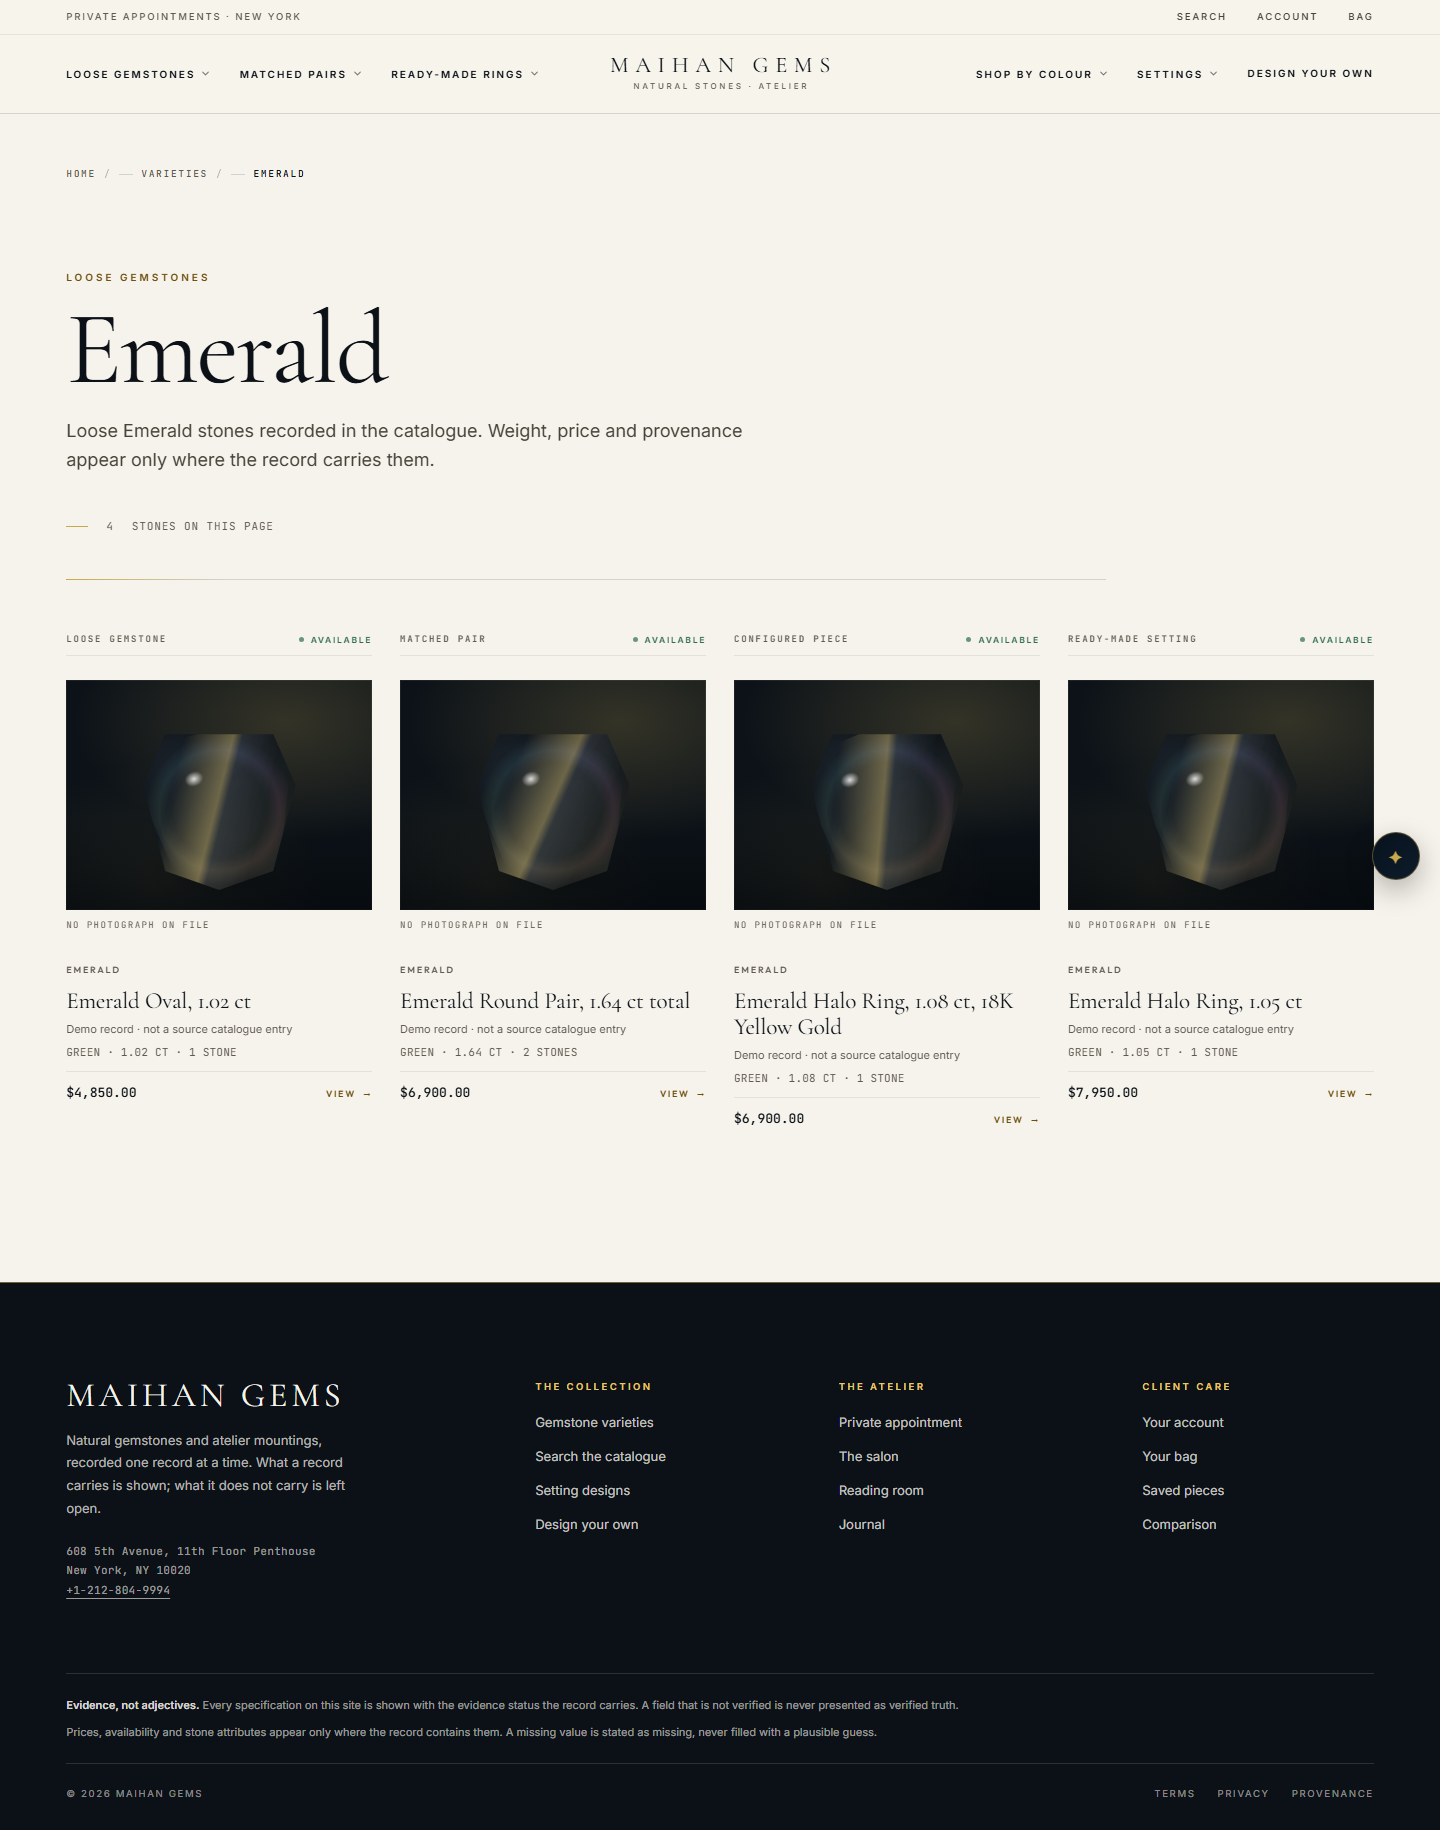 PRIVATE APPOINTMENTS · NEW YORK
SEARCH ACCOUNT BAG
LOOSE GEMSTONES MATCHED PAIRS READY-MADE RINGS
MAIHAN GEMS
NATURAL STONES · ATELIER
SHOP BY COLOUR SETTINGS DESIGN YOUR OWN
HOME / — VARIETIES / — EMERALD
LOOSE GEMSTONES
Emerald
Loose Emerald stones recorded in the catalogue. Weight, price and provenance
appear only where the record carries them.
4 STONES ON THIS PAGE
LOOSE GEMSTONE AVAILABLE
NO PHOTOGRAPH ON FILE
EMERALD
Emerald Oval, 1.02 ct
Demo record · not a source catalogue entry
GREEN · 1.02 CT · 1 STONE
$4,850.00 VIEW →
MATCHED PAIR AVAILABLE
NO PHOTOGRAPH ON FILE
EMERALD
Emerald Round Pair, 1.64 ct total
Demo record · not a source catalogue entry
GREEN · 1.64 CT · 2 STONES
$6,900.00 VIEW →
CONFIGURED PIECE AVAILABLE
NO PHOTOGRAPH ON FILE
EMERALD
Emerald Halo Ring, 1.08 ct, 18K
Yellow Gold
Demo record · not a source catalogue entry
GREEN · 1.08 CT · 1 STONE
$6,900.00 VIEW →
READY-MADE SETTING AVAILABLE
NO PHOTOGRAPH ON FILE
EMERALD
Emerald Halo Ring, 1.05 ct
Demo record · not a source catalogue entry
GREEN · 1.05 CT · 1 STONE
$7,950.00 VIEW →
MAIHAN GEMS
Natural gemstones and atelier mountings,
recorded one record at a time. What a record
carries is shown; what it does not carry is left
open.
608 5th Avenue, 11th Floor Penthouse
New York, NY 10020
+1-212-804-9994
THE COLLECTION
Gemstone varieties
Search the catalogue
Setting designs
Design your own
THE ATELIER
Private appointment
The salon
Reading room
Journal
CLIENT CARE
Your account
Your bag
Saved pieces
Comparison
Evidence, not adjectives. Every specification on this site is shown with the evidence status the record carries. A field that is not verified is never presented as verified truth.
Prices, availability and stone attributes appear only where the record contains them. A missing value is stated as missing, never filled with a plausible guess.
© 2026 MAIHAN GEMS
TERMS PRIVACY PROVENANCE